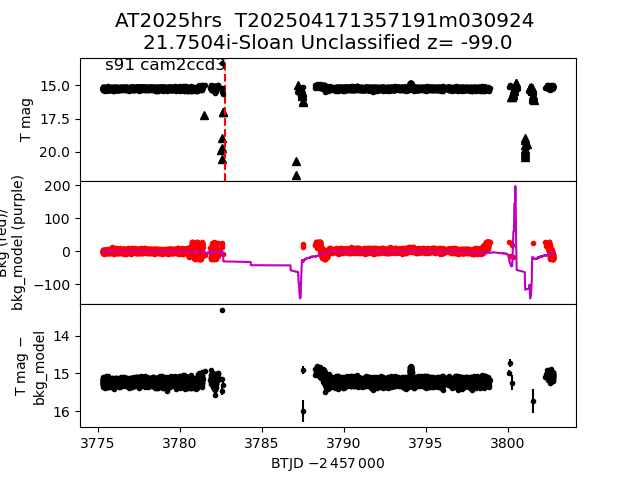 AT2025hrs  T202504171357191m030924
21.7504i-Sloan Unclassified z= -99.0
s91 cam2ccd3
T mag
15.0
17.5
20.0
Bkg (red)/
bkg_model (purple)
200
100
0
−100
T mag −
bkg_model
14
15
16
3775
3780
3785
3790
3795
3800
BTJD −2 457 000